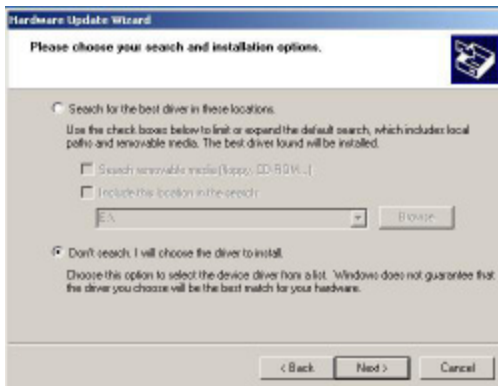 Hardware Update Wizard
Please choose your search and installation options.
Search for the best driver in these locations.
Use the check boxes below to limit or expand the default search, which includes local
paths and removable media. The best driver found will be installed.
Search removable media (floppy, CD-ROM...)
Include this location in the search:
E:\
Browse
Don't search. I will choose the driver to install.
Choose this option to select the device driver from a list. Windows does not guarantee that
the driver you choose will be the best match for your hardware.
< Back
Next >
Cancel